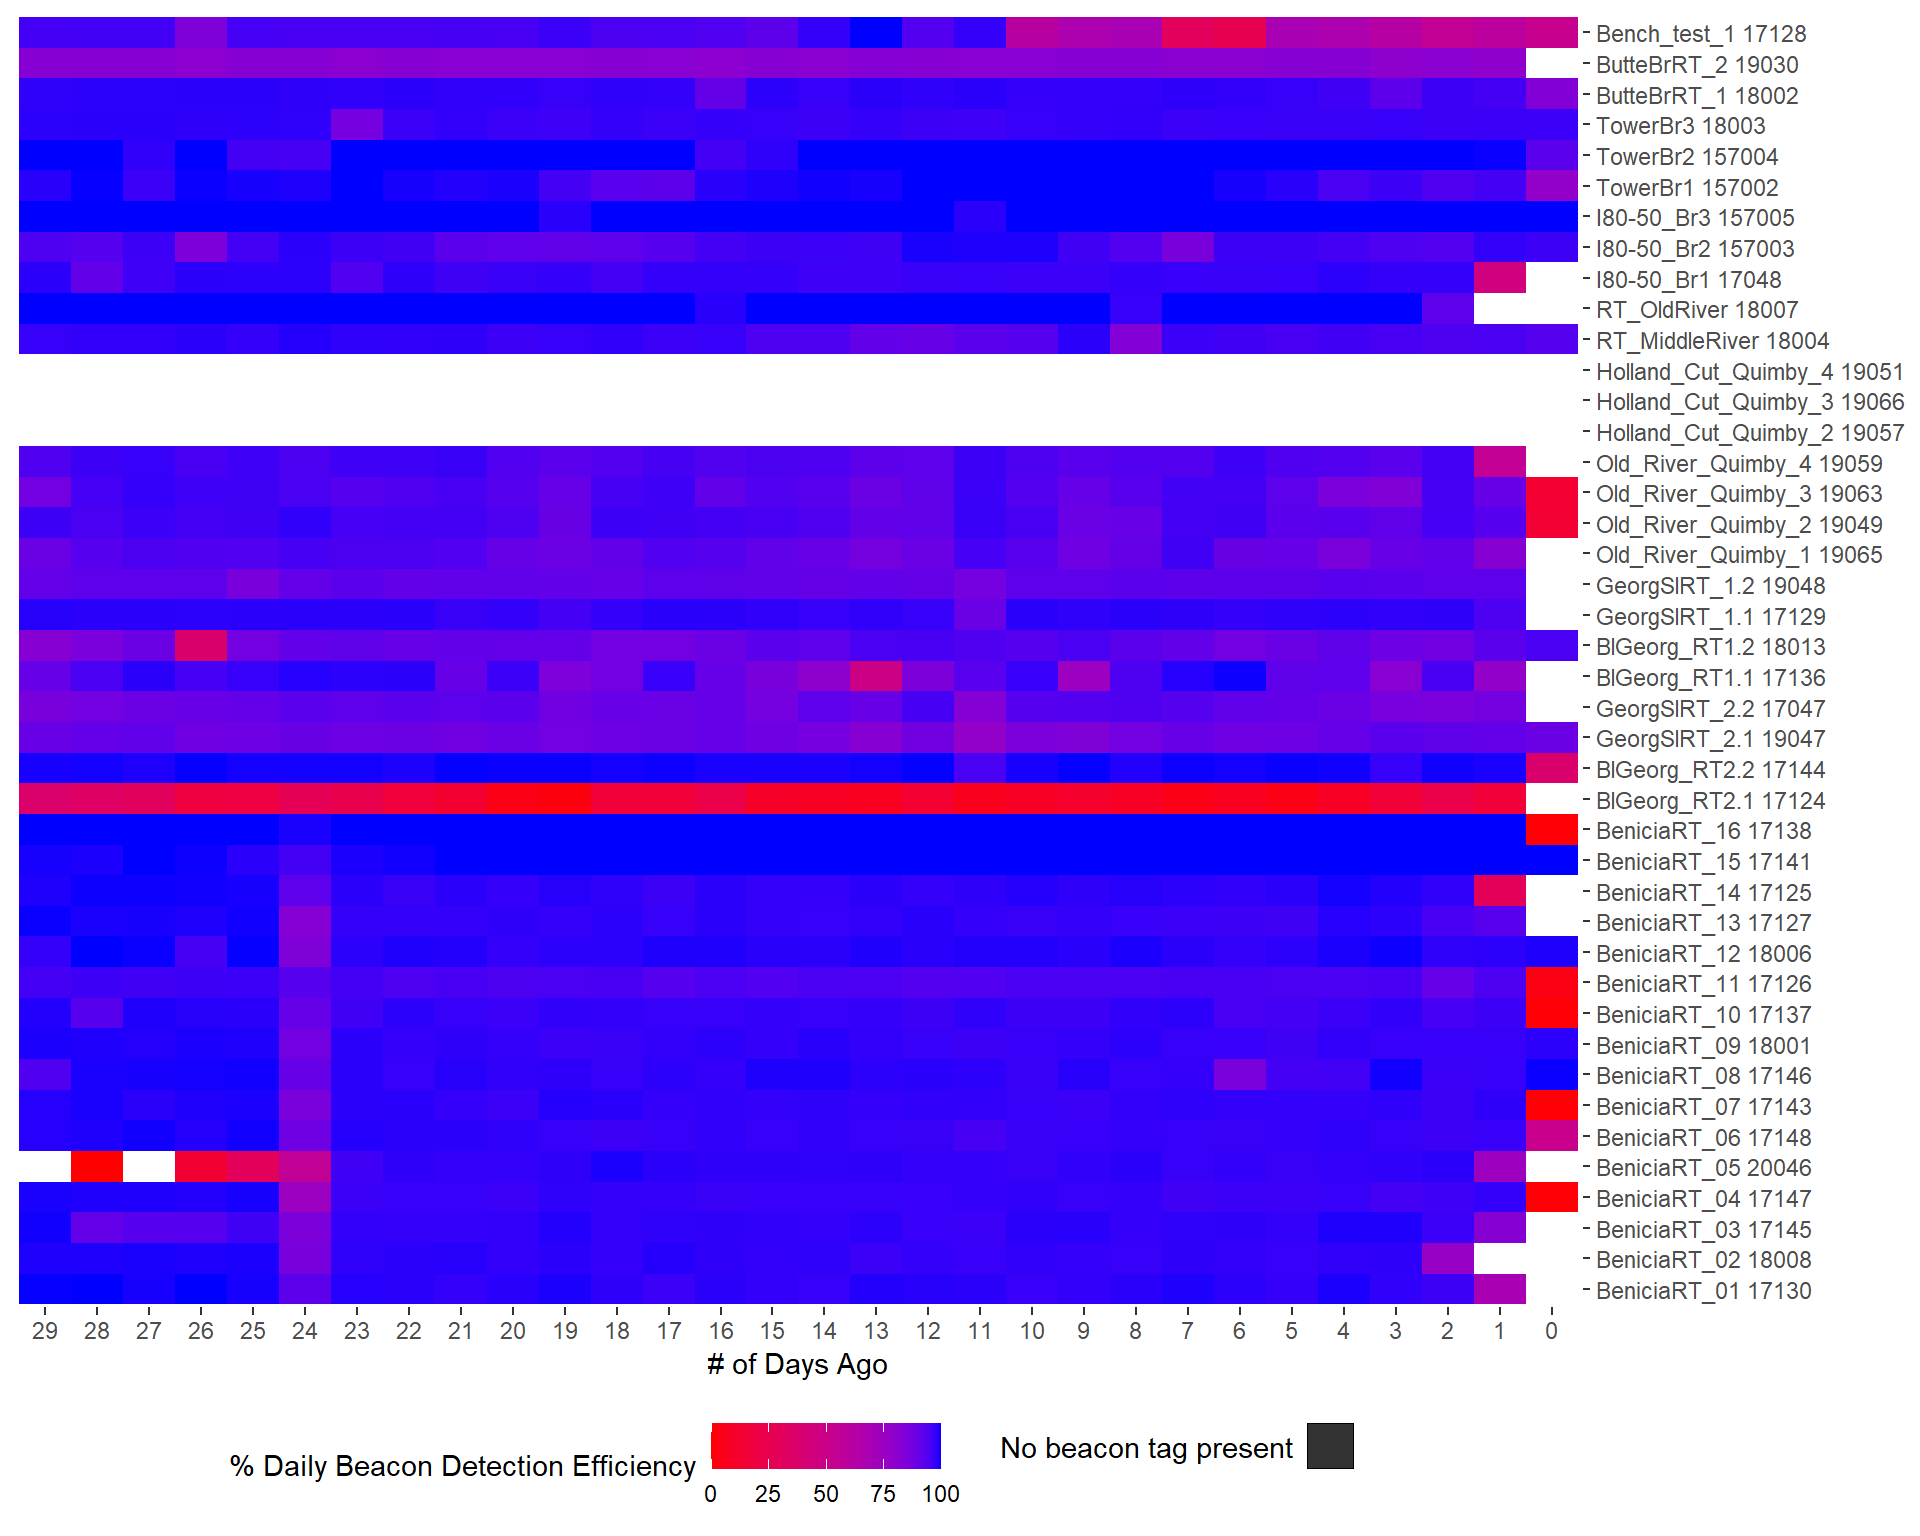 Bench_test_1 17128
ButteBrRT_2 19030
ButteBrRT_1 18002
TowerBr3 18003
TowerBr2 157004
TowerBr1 157002
I80-50_Br3 157005
I80-50_Br2 157003
I80-50_Br1 17048
RT_OldRiver 18007
RT_MiddleRiver 18004
Holland_Cut_Quimby_4 19051
Holland_Cut_Quimby_3 19066
Holland_Cut_Quimby_2 19057
Old_River_Quimby_4 19059
Old_River_Quimby_3 19063
Old_River_Quimby_2 19049
Old_River_Quimby_1 19065
GeorgSlRT_1.2 19048
GeorgSlRT_1.1 17129
BlGeorg_RT1.2 18013
BlGeorg_RT1.1 17136
GeorgSlRT_2.2 17047
GeorgSlRT_2.1 19047
BlGeorg_RT2.2 17144
BlGeorg_RT2.1 17124
BeniciaRT_16 17138
BeniciaRT_15 17141
BeniciaRT_14 17125
BeniciaRT_13 17127
BeniciaRT_12 18006
BeniciaRT_11 17126
BeniciaRT_10 17137
BeniciaRT_09 18001
BeniciaRT_08 17146
BeniciaRT_07 17143
BeniciaRT_06 17148
BeniciaRT_05 20046
BeniciaRT_04 17147
BeniciaRT_03 17145
BeniciaRT_02 18008
BeniciaRT_01 17130
29 28 27 26 25 24 23 22 21 20 19 18 17 16 15 14 13 12 11 10 9 8 7 6 5 4 3 2 1 0
# of Days Ago
% Daily Beacon Detection Efficiency
0 25 50 75 100
No beacon tag present